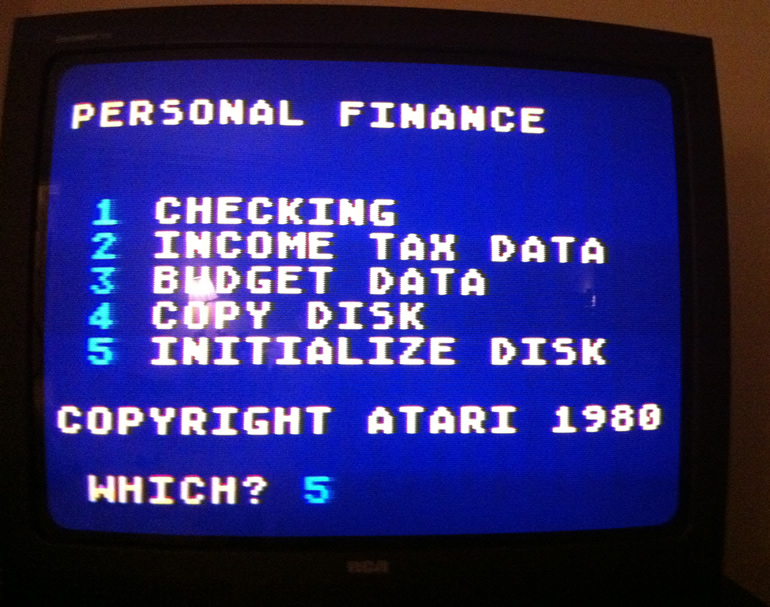 PERSONAL FINANCE
1 CHECKING
2 INCOME TAX DATA
3 BUDGET DATA
4 COPY DISK
5 INITIALIZE DISK
COPYRIGHT ATARI 1980
WHICH? 5
RCA